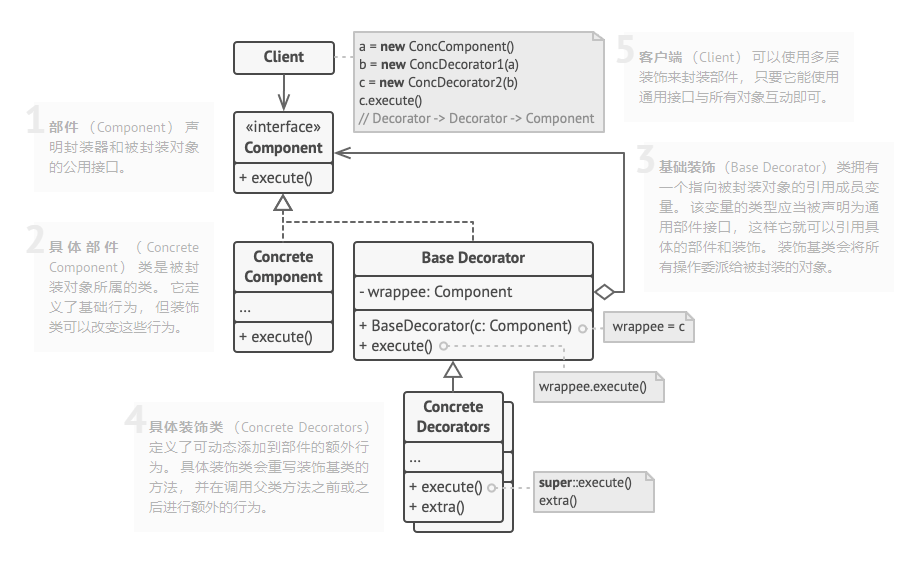 Client
a = new ConcComponent()
b = new ConcDecorator1(a)
c = new ConcDecorator2(b)
c.execute()
// Decorator -> Decorator -> Component
5
客户端 （Client） 可以使用多层
装饰来封装部件， 只要它能使用
通用接口与所有对象互动即可。
1
部件 （Component） 声
明封装器和被封装对象
的公用接口。
«interface»
Component
+ execute()
3
基础装饰 （Base Decorator） 类拥有
一个指向被封装对象的引用成员变
量。 该变量的类型应当被声明为通
用部件接口， 这样它就可以引用具
体的部件和装饰。 装饰基类会将所
有操作委派给被封装的对象。
2
具体部件 （Concrete
Component） 类是被封
装对象所属的类。 它定
义了基础行为， 但装饰
类可以改变这些行为。
Concrete
Component
...
+ execute()
Base Decorator
- wrappee: Component
+ BaseDecorator(c: Component)
+ execute()
wrappee = c
wrappee.execute()
4
具体装饰类 （Concrete Decorators）
定义了可动态添加到部件的额外行
为。 具体装饰类会重写装饰基类的
方法， 并在调用父类方法之前或之
后进行额外的行为。
Concrete
Decorators
...
+ execute()
+ extra()
super::execute()
extra()